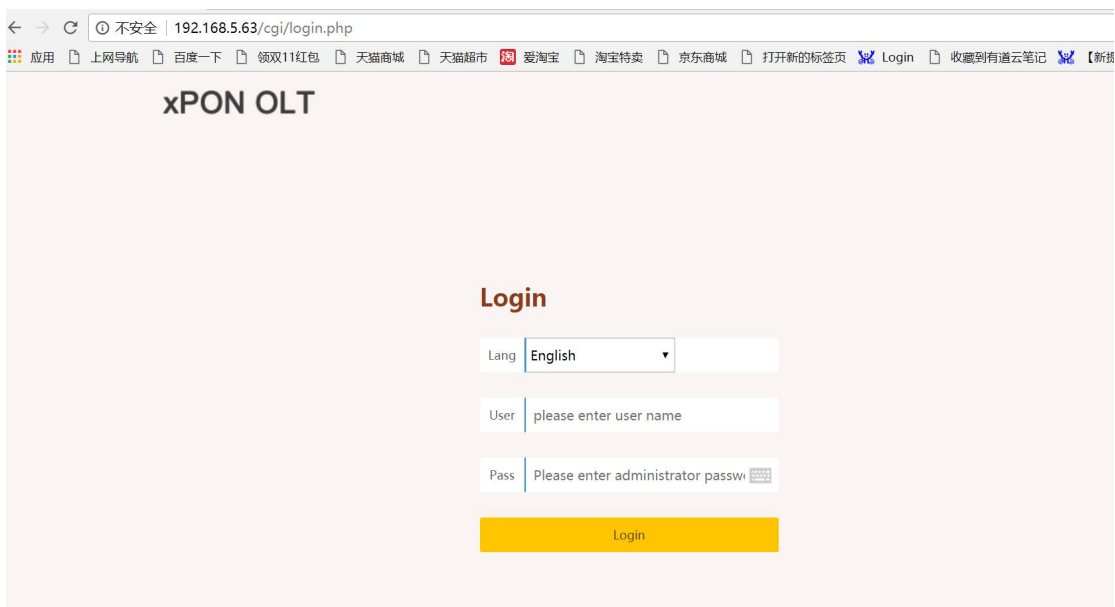 不安全 | 192.168.5.63/cgi/login.php
应用 上网导航 百度一下 领双11红包 天猫商城 天猫超市 淘 爱淘宝 淘宝特卖 京东商城 打开新的标签页 Login 收藏到有道云笔记 【新提
xPON OLT
Login
Lang English
User please enter user name
Pass Please enter administrator passw
Login